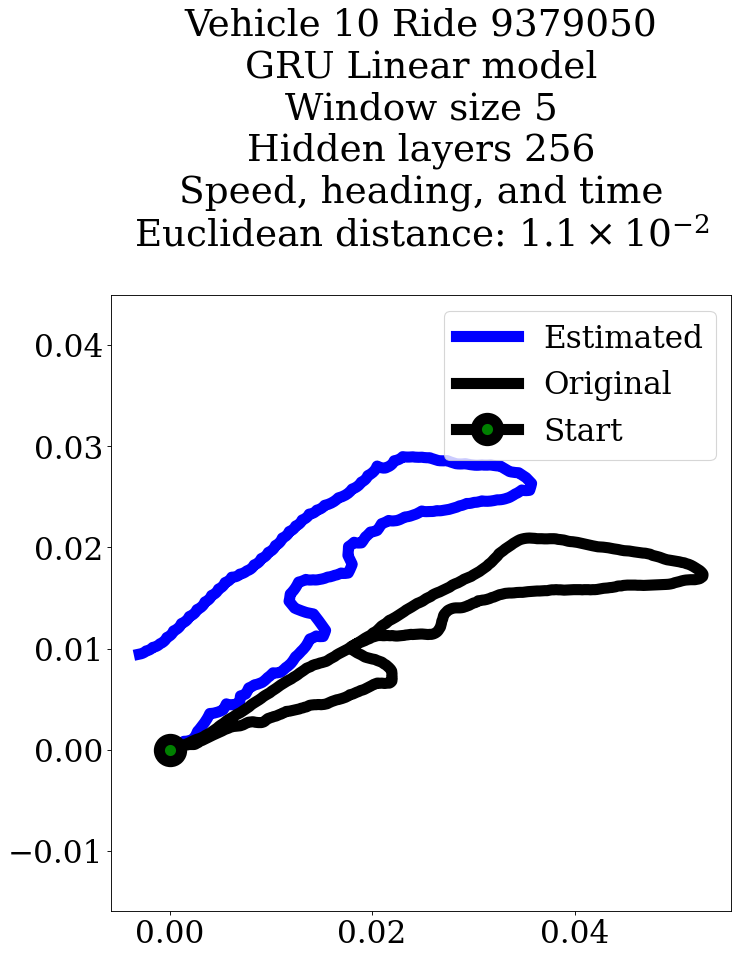 Vehicle 10 Ride 9379050
GRU Linear model
Window size 5
Hidden layers 256
Speed, heading, and time
Euclidean distance: 1.1 × 10⁻²
Estimated
Original
Start
0.04
0.03
0.02
0.01
0.00
−0.01
0.00 0.02 0.04